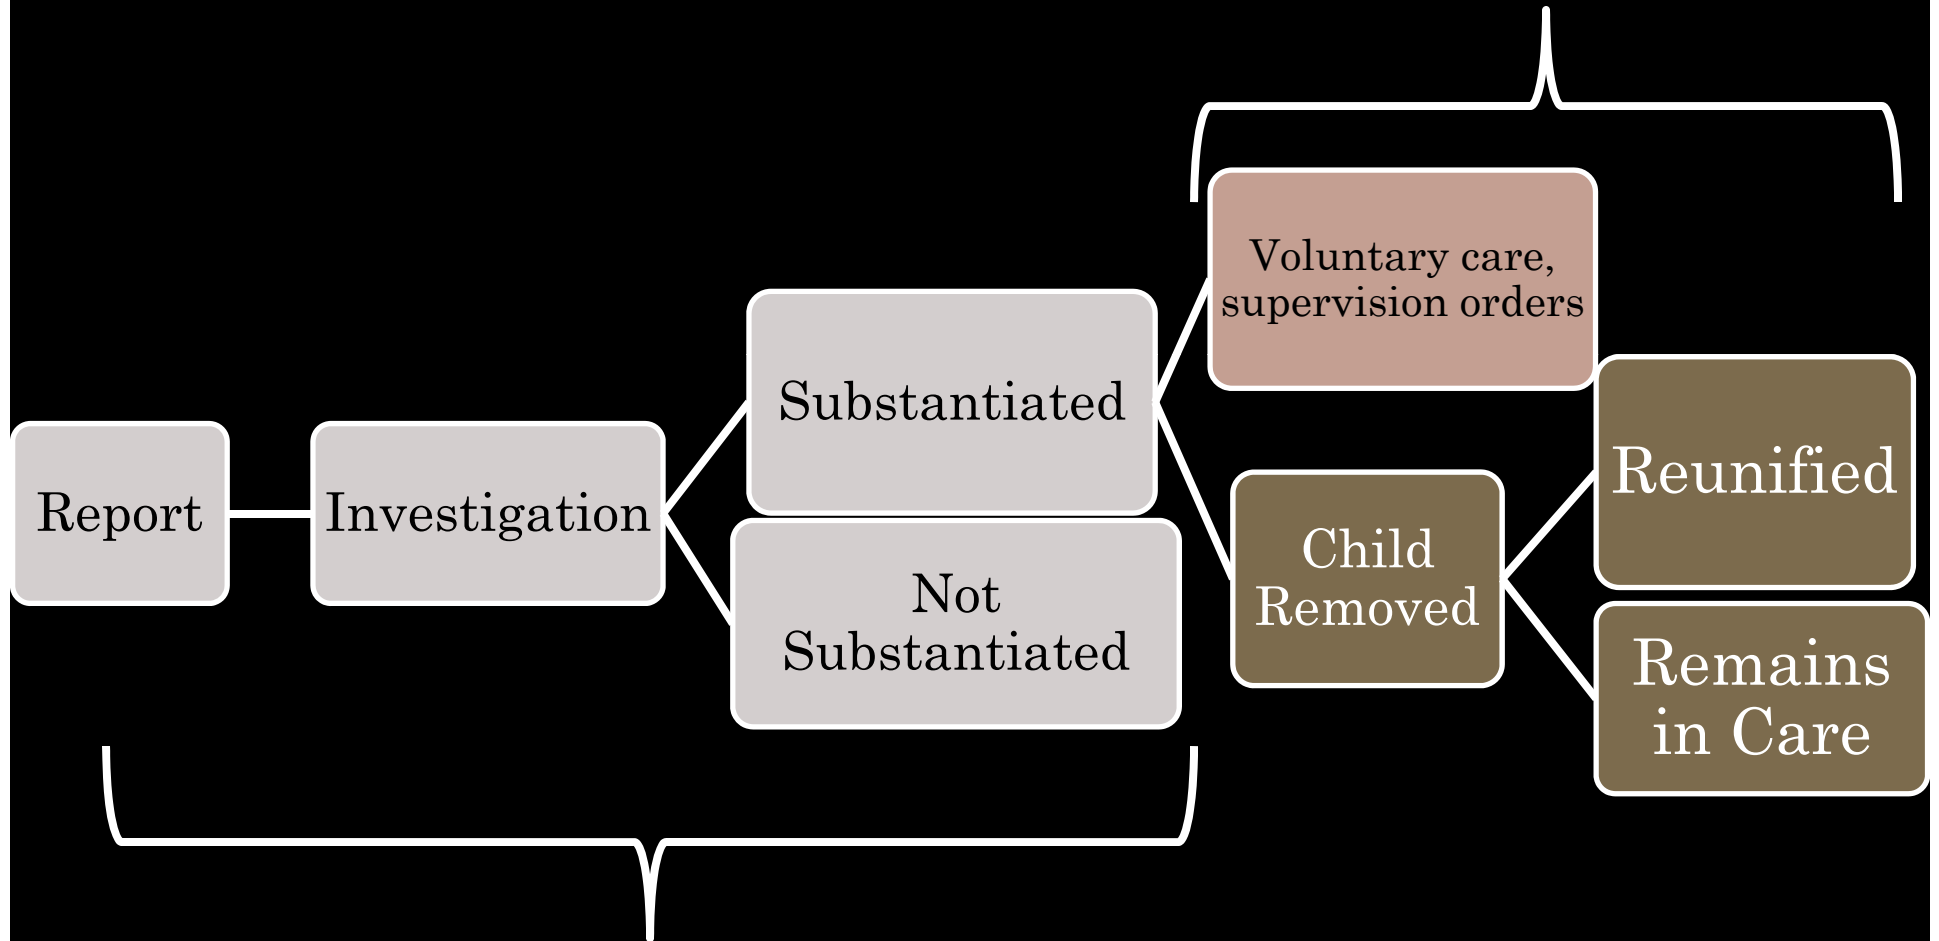 Report
Investigation
Substantiated
Not
Substantiated
Voluntary care,
supervision orders
Child
Removed
Reunified
Remains
in Care